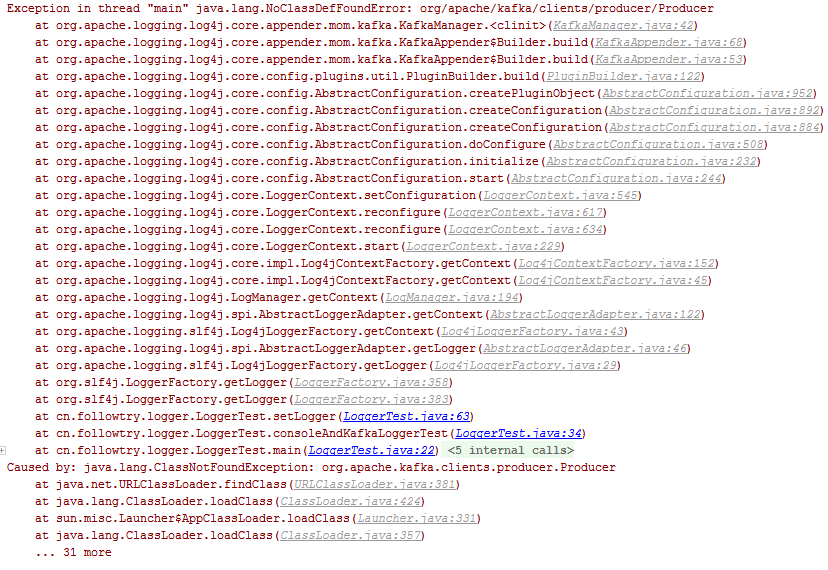 Exception in thread "main" java.lang.NoClassDefFoundError: org/apache/kafka/clients/producer/Producer
at org.apache.logging.log4j.core.appender.mom.kafka.KafkaManager.<clinit>(KafkaManager.java:42)
at org.apache.logging.log4j.core.appender.mom.kafka.KafkaAppender$Builder.build(KafkaAppender.java:68)
at org.apache.logging.log4j.core.appender.mom.kafka.KafkaAppender$Builder.build(KafkaAppender.java:53)
at org.apache.logging.log4j.core.config.plugins.util.PluginBuilder.build(PluginBuilder.java:122)
at org.apache.logging.log4j.core.config.AbstractConfiguration.createPluginObject(AbstractConfiguration.java:952)
at org.apache.logging.log4j.core.config.AbstractConfiguration.createConfiguration(AbstractConfiguration.java:892)
at org.apache.logging.log4j.core.config.AbstractConfiguration.createConfiguration(AbstractConfiguration.java:884)
at org.apache.logging.log4j.core.config.AbstractConfiguration.doConfigure(AbstractConfiguration.java:508)
at org.apache.logging.log4j.core.config.AbstractConfiguration.initialize(AbstractConfiguration.java:232)
at org.apache.logging.log4j.core.config.AbstractConfiguration.start(AbstractConfiguration.java:244)
at org.apache.logging.log4j.core.LoggerContext.setConfiguration(LoggerContext.java:545)
at org.apache.logging.log4j.core.LoggerContext.reconfigure(LoggerContext.java:617)
at org.apache.logging.log4j.core.LoggerContext.reconfigure(LoggerContext.java:634)
at org.apache.logging.log4j.core.LoggerContext.start(LoggerContext.java:229)
at org.apache.logging.log4j.core.impl.Log4jContextFactory.getContext(Log4jContextFactory.java:152)
at org.apache.logging.log4j.core.impl.Log4jContextFactory.getContext(Log4jContextFactory.java:45)
at org.apache.logging.log4j.LogManager.getContext(LogManager.java:194)
at org.apache.logging.log4j.spi.AbstractLoggerAdapter.getContext(AbstractLoggerAdapter.java:122)
at org.apache.logging.slf4j.Log4jLoggerFactory.getContext(Log4jLoggerFactory.java:43)
at org.apache.logging.log4j.spi.AbstractLoggerAdapter.getLogger(AbstractLoggerAdapter.java:46)
at org.apache.logging.slf4j.Log4jLoggerFactory.getLogger(Log4jLoggerFactory.java:29)
at org.slf4j.LoggerFactory.getLogger(LoggerFactory.java:358)
at org.slf4j.LoggerFactory.getLogger(LoggerFactory.java:383)
at cn.followtry.logger.LoggerTest.setLogger(LoggerTest.java:63)
at cn.followtry.logger.LoggerTest.consoleAndKafkaLoggerTest(LoggerTest.java:34)
at cn.followtry.logger.LoggerTest.main(LoggerTest.java:22) <5 internal calls>
Caused by: java.lang.ClassNotFoundException: org.apache.kafka.clients.producer.Producer
at java.net.URLClassLoader.findClass(URLClassLoader.java:381)
at java.lang.ClassLoader.loadClass(ClassLoader.java:424)
at sun.misc.Launcher$AppClassLoader.loadClass(Launcher.java:331)
at java.lang.ClassLoader.loadClass(ClassLoader.java:357)
... 31 more